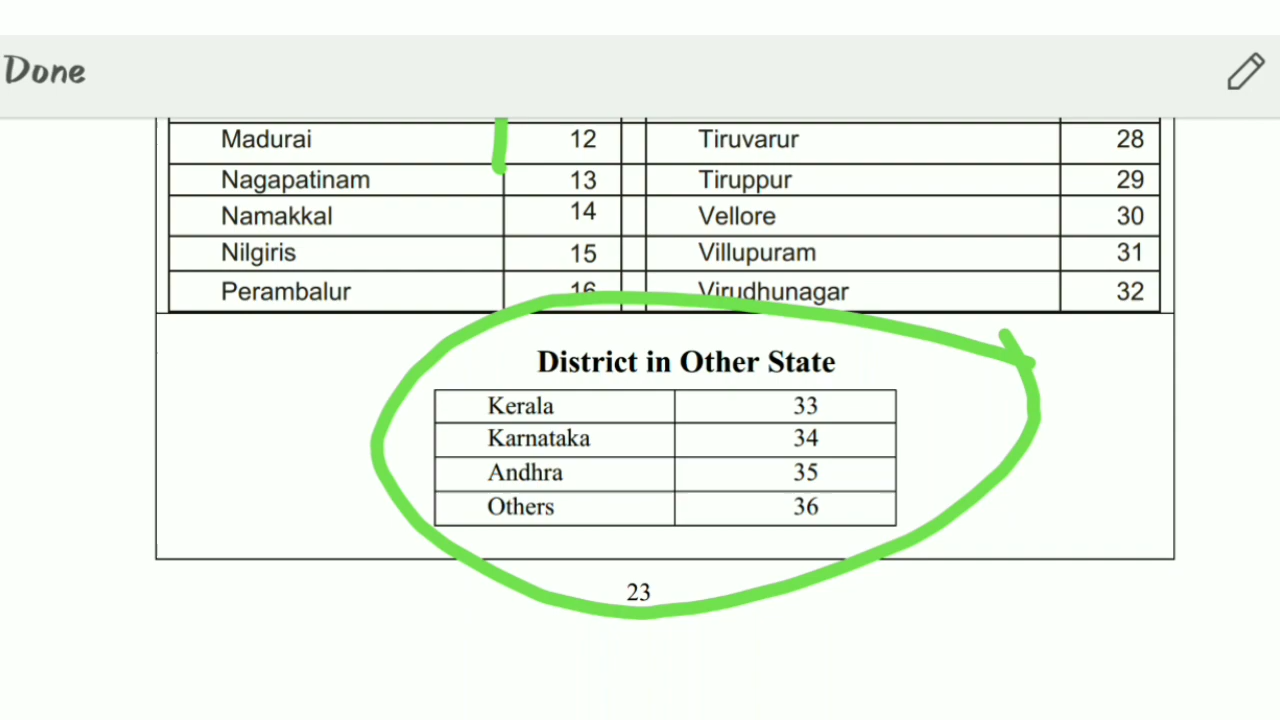 Done
Madurai 12 Tiruvarur 28
Nagapatinam 13 Tiruppur 29
Namakkal 14 Vellore 30
Nilgiris 15 Villupuram 31
Perambalur 16 Virudhunagar 32
District in Other State
Kerala 33
Karnataka 34
Andhra 35
Others 36
23